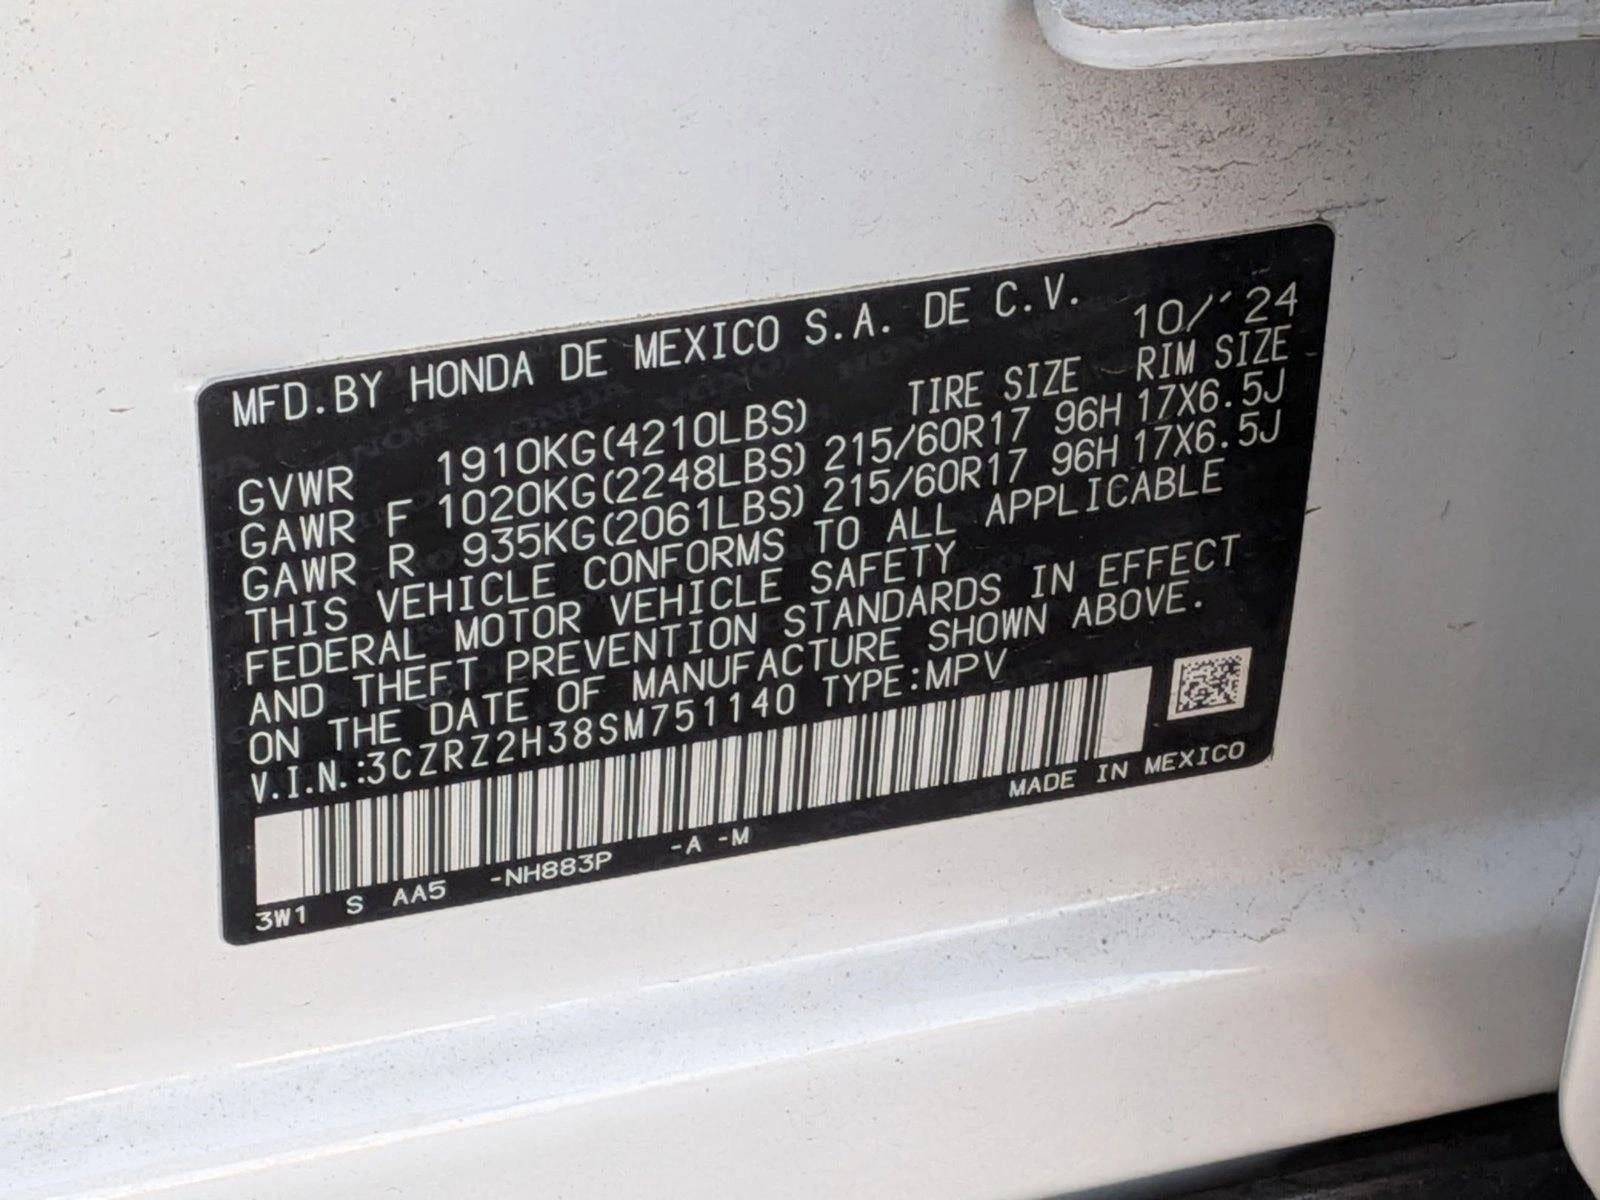 MFD.BY HONDA DE MEXICO S.A. DE C.V. 10/'24
TIRE SIZE RIM SIZE
GVWR 1910KG(4210LBS)
GAWR F 1020KG(2248LBS) 215/60R17 96H 17X6.5J
GAWR R 935KG(2061LBS) 215/60R17 96H 17X6.5J
THIS VEHICLE CONFORMS TO ALL APPLICABLE
FEDERAL MOTOR VEHICLE SAFETY
AND THEFT PREVENTION STANDARDS IN EFFECT
ON THE DATE OF MANUFACTURE SHOWN ABOVE.
V.I.N.:3CZRZ2H38SM751140 TYPE:MPV
MADE IN MEXICO
3W1 S AA5 -NH883P -A -M